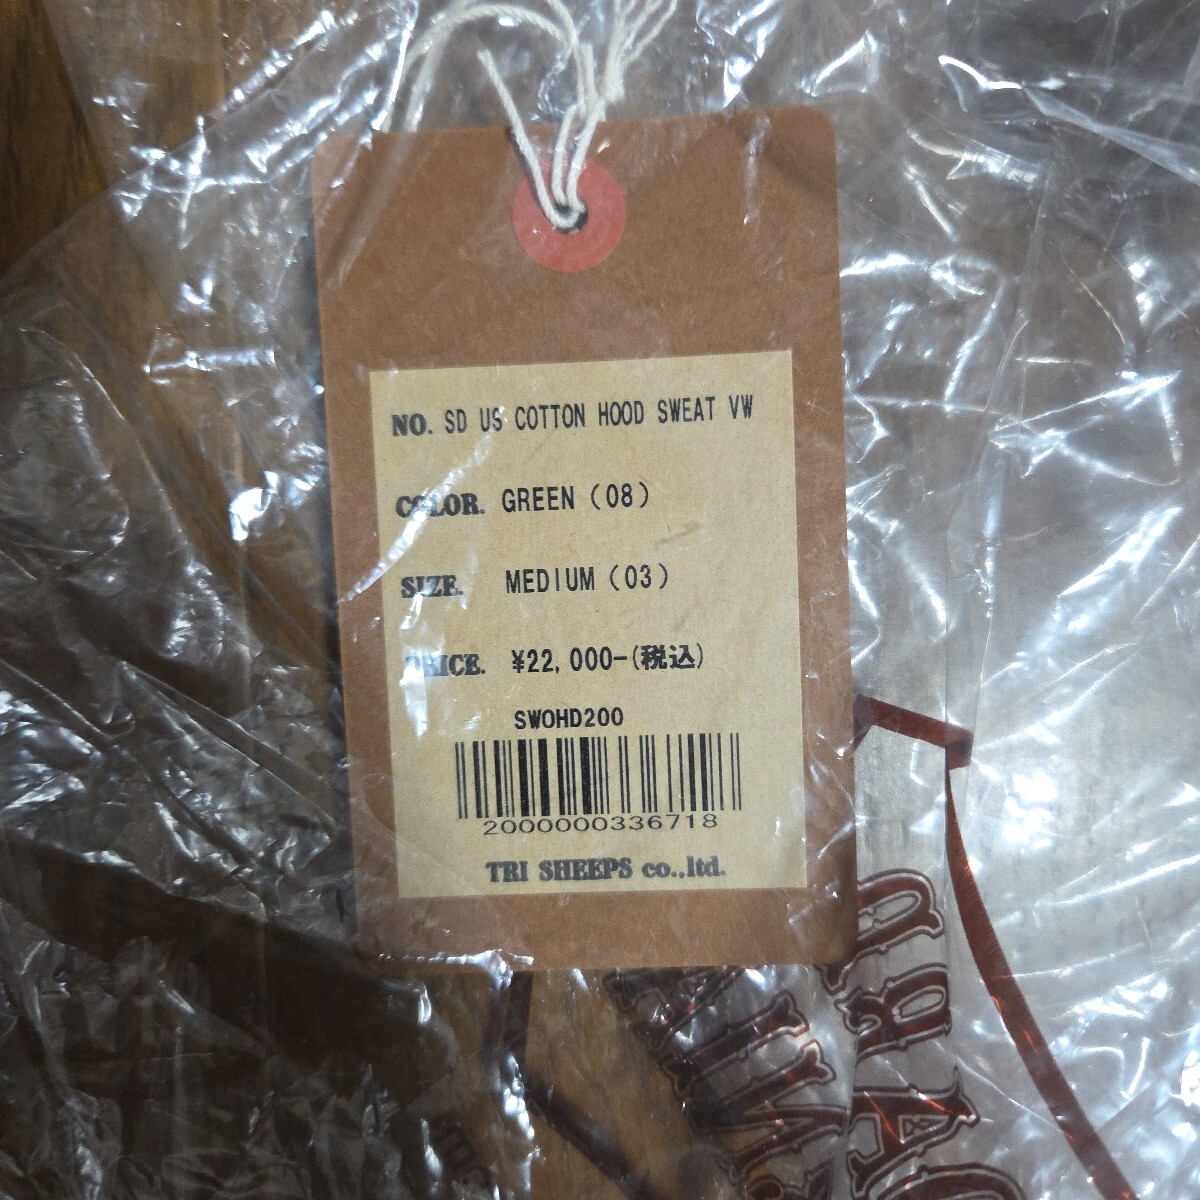 NO. SD US COTTON HOOD SWEAT VW
COLOR. GREEN (08)
SIZE. MEDIUM (03)
PRICE. ¥22,000-(税込)
SWOHD200
2000000336718
TRI SHEEPS co.,ltd.